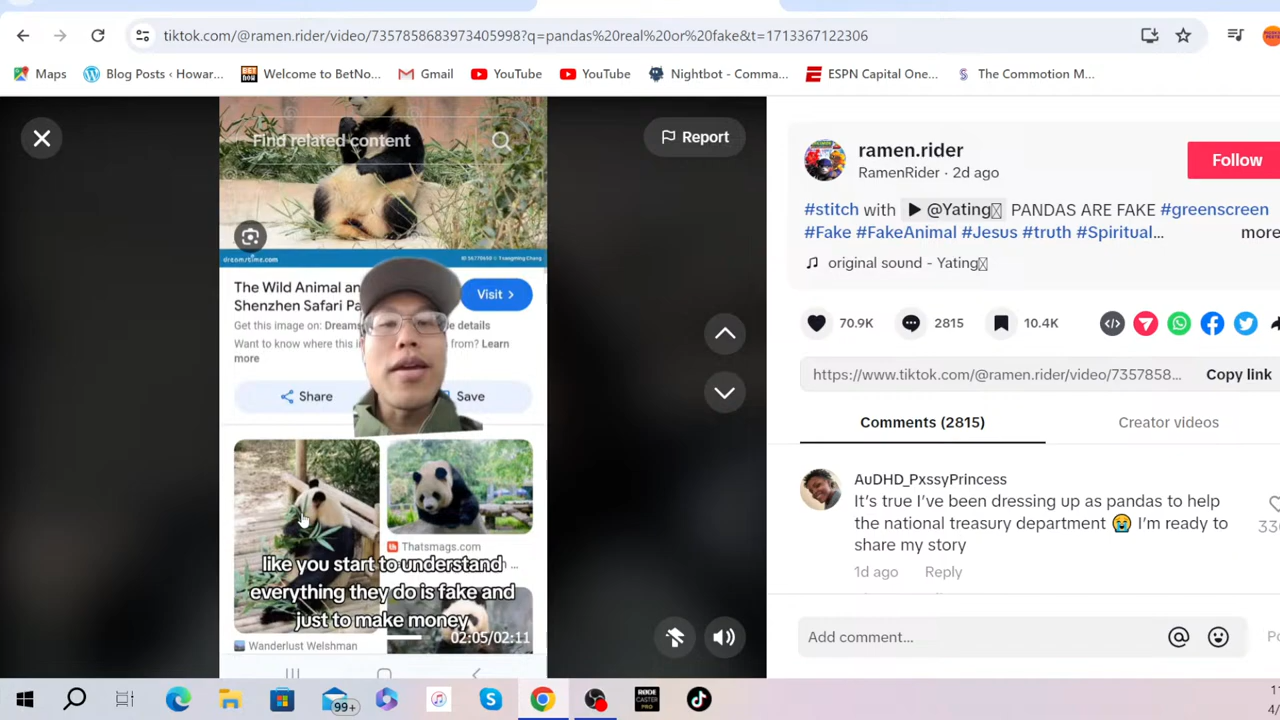 tiktok.com/@ramen.rider/video/7357858683973405998?q=pandas%20real%20or%20fake&t=1713367122306
Maps
Blog Posts · Howar...
Welcome to BetNo...
Gmail
YouTube
YouTube
Nightbot - Comma...
ESPN Capital One...
The Commotion M...
Find related content
Report
dreamstime.com
The Wild Animal an
Shenzhen Safari Pa
Visit >
Get this image on: Dreams
details
Want to know where this i
from? Learn
more
Share
Save
Thatsmags.com
like you start to understand
everything they do is fake and
just to make money
02:05/02:11
Wanderlust Welshman
ramen.rider
RamenRider · 2d ago
Follow
#stitch with ▶ @Yating PANDAS ARE FAKE #greenscreen
#Fake #FakeAnimal #Jesus #truth #Spiritual...
more
original sound - Yating
70.9K
2815
10.4K
https://www.tiktok.com/@ramen.rider/video/7357858...
Copy link
Comments (2815)
Creator videos
AuDHD_PxssyPrincess
It's true I've been dressing up as pandas to help
the national treasury department 😭 I'm ready to
share my story
1d ago
Reply
Add comment...
99+
RØDE
CASTER
PRO